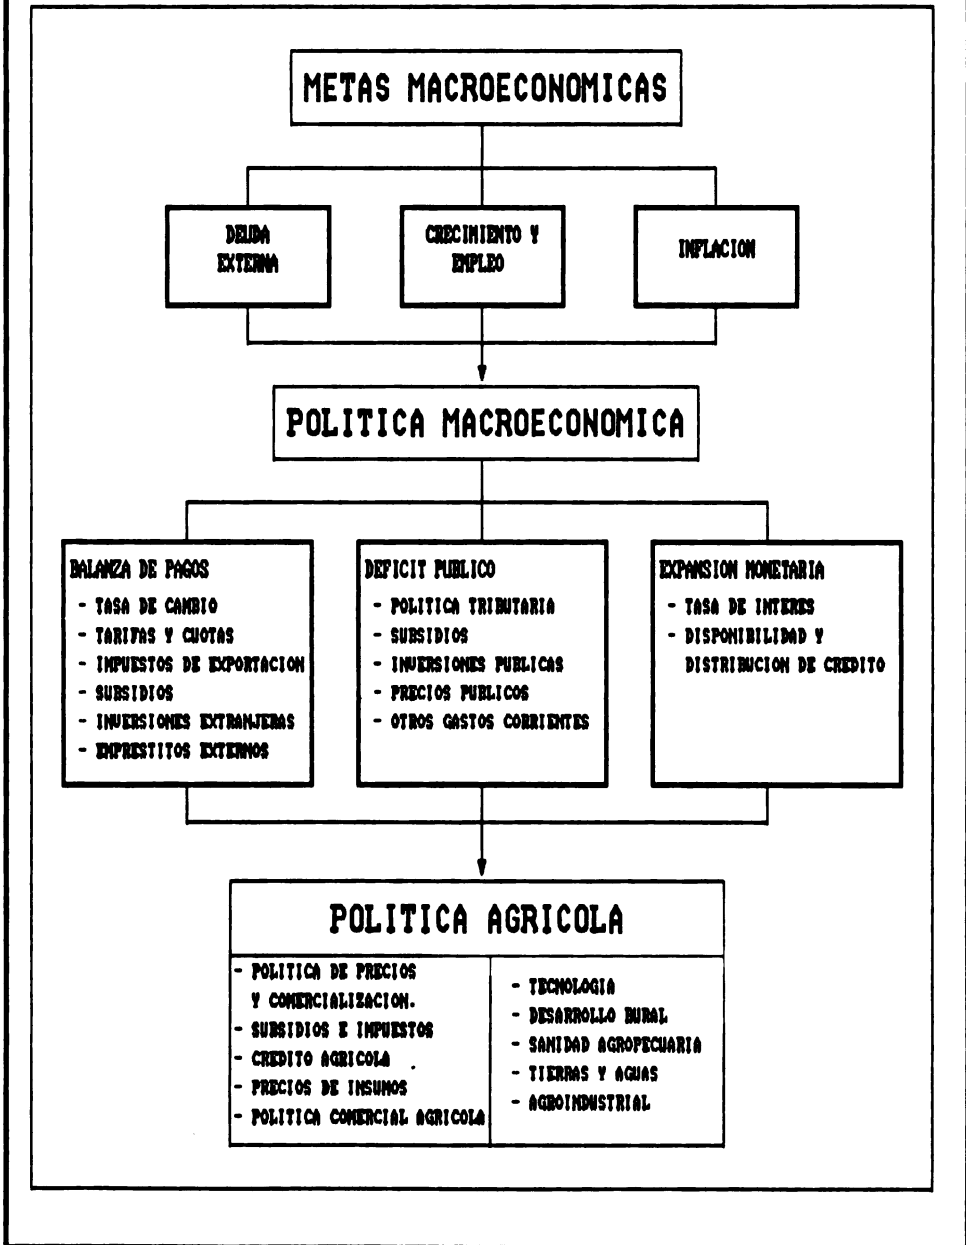 METAS MACROECONOMICAS
DEUDA
EXTERNA
CRECIMIENTO Y
EMPLEO
INFLACION
POLITICA MACROECONOMICA
BALANZA DE PAGOS
- TASA DE CAMBIO
- TARIFAS Y CUOTAS
- IMPUESTOS DE EXPORTACION
- SUBSIDIOS
- INVERSIONES EXTRANJERAS
- EMPRESTITOS EXTERNOS
DEFICIT PUBLICO
- POLITICA TRIBUTARIA
- SUBSIDIOS
- INVERSIONES PUBLICAS
- PRECIOS PUBLICOS
- OTROS GASTOS CORRIENTES
EXPANSION MONETARIA
- TASA DE INTERES
- DISPONIBILIDAD Y
DISTRIBUCION DE CREDITO
POLITICA AGRICOLA
- POLITICA DE PRECIOS
Y COMERCIALIZACION.
- SUBSIDIOS E IMPUESTOS
- CREDITO AGRICOLA
- PRECIOS DE INSUMOS
- POLITICA COMERCIAL AGRICOLA
- TECNOLOGIA
- DESARROLLO RURAL
- SANIDAD AGROPECUARIA
- TIERRAS Y AGUAS
- AGROINDUSTRIAL